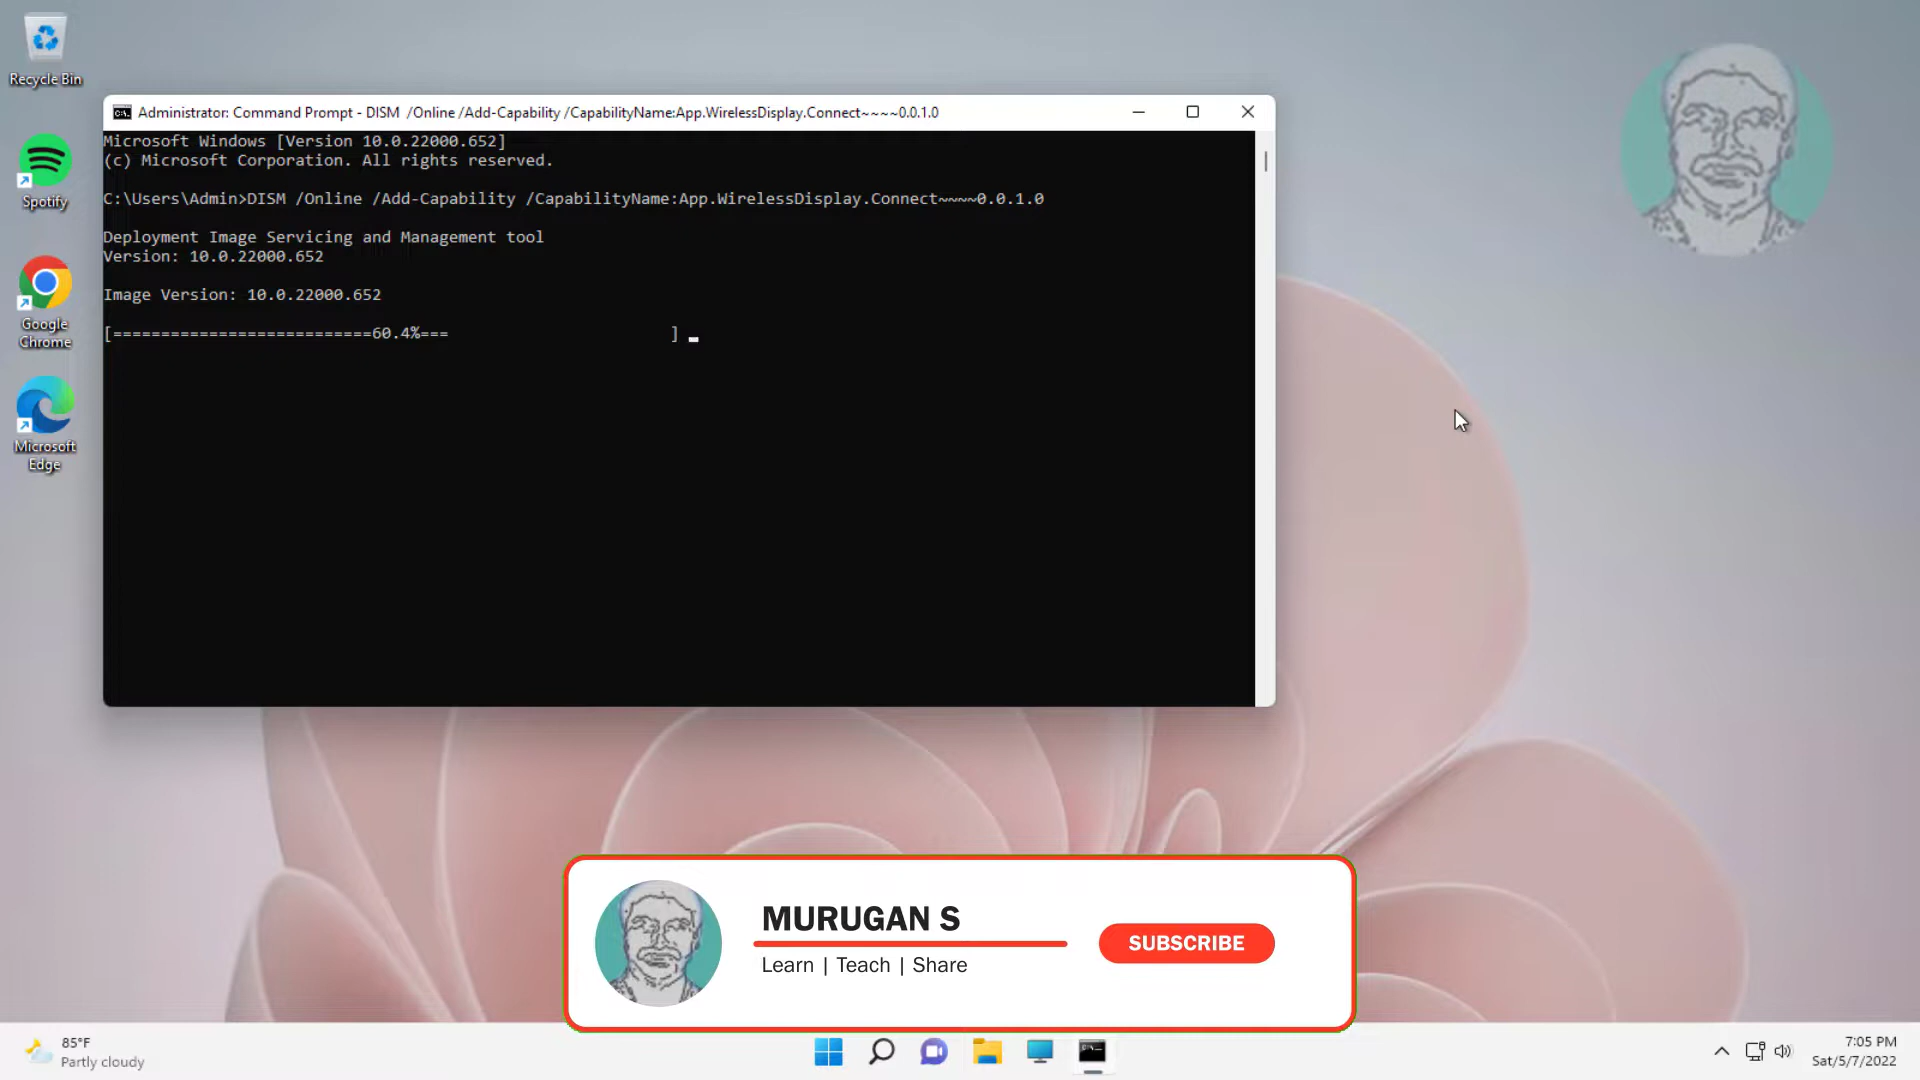 Recycle Bin
Spotify
Google
Chrome
Microsoft
Edge
Administrator: Command Prompt - DISM  /Online /Add-Capability /CapabilityName:App.WirelessDisplay.Connect~~~~0.0.1.0
Microsoft Windows [Version 10.0.22000.652]
(c) Microsoft Corporation. All rights reserved.
C:\Users\Admin>DISM /Online /Add-Capability /CapabilityName:App.WirelessDisplay.Connect~~~~0.0.1.0
Deployment Image Servicing and Management tool
Version: 10.0.22000.652
Image Version: 10.0.22000.652
[===========================60.4%===                       ]
MURUGAN S
Learn | Teach | Share
SUBSCRIBE
85°F
Partly cloudy
7:05 PM
Sat/5/7/2022